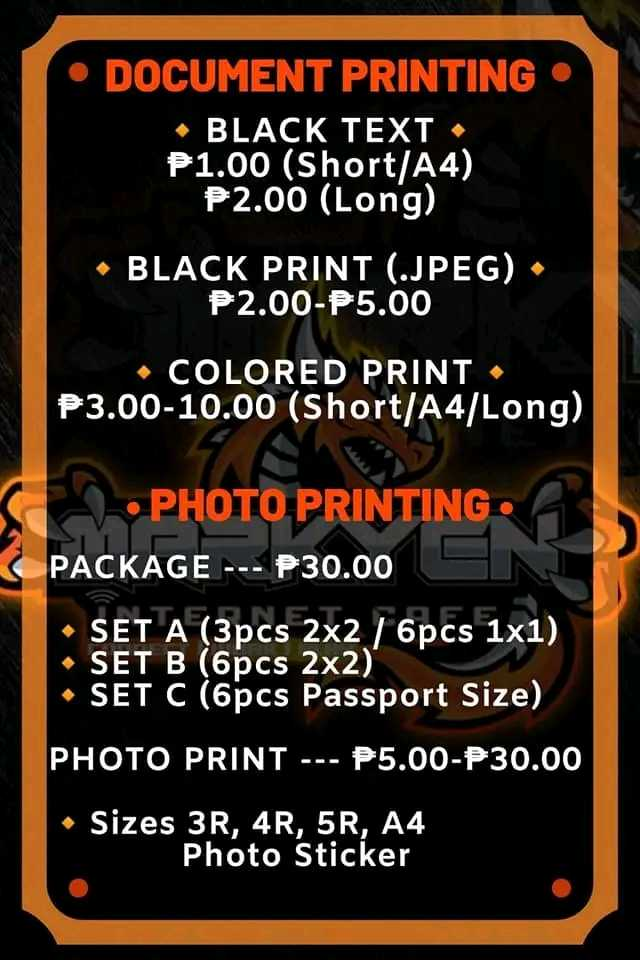 • DOCUMENT PRINTING •
🔸 BLACK TEXT 🔸
₱1.00 (Short/A4)
₱2.00 (Long)
🔸 BLACK PRINT (.JPEG) 🔸
₱2.00-₱5.00
🔸 COLORED PRINT 🔸
₱3.00-10.00 (Short/A4/Long)
• PHOTO PRINTING •
MARKVEN
PACKAGE --- ₱30.00
INTERNET CAFE
🔸 SET A (3pcs 2x2 / 6pcs 1x1)
🔸 SET B (6pcs 2x2)
🔸 SET C (6pcs Passport Size)
PHOTO PRINT --- ₱5.00-₱30.00
🔸 Sizes 3R, 4R, 5R, A4
Photo Sticker